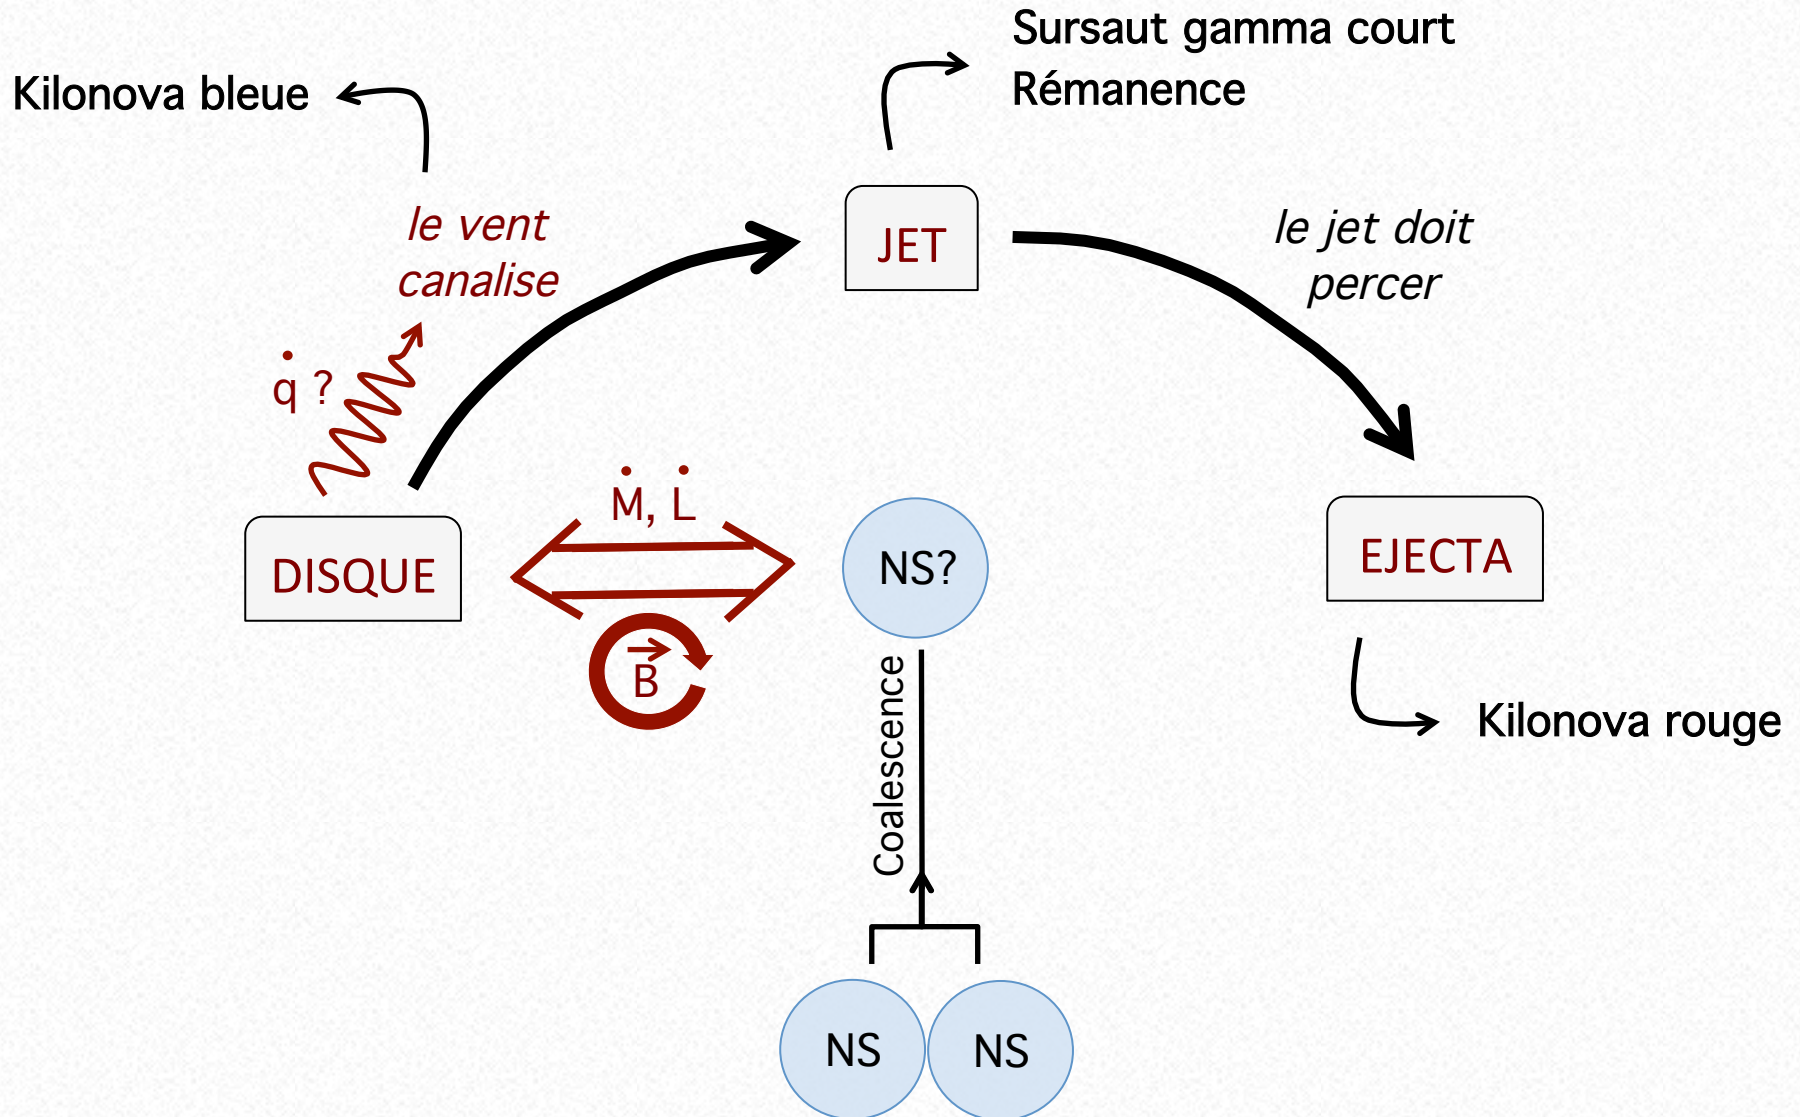 Sursaut gamma court
Rémanence
Kilonova bleue
le vent
canalise
JET
le jet doit
percer
q̇ ?
Ṁ, L̇
DISQUE
NS?
EJECTA
B⃗
Coalescence
Kilonova rouge
NS
NS